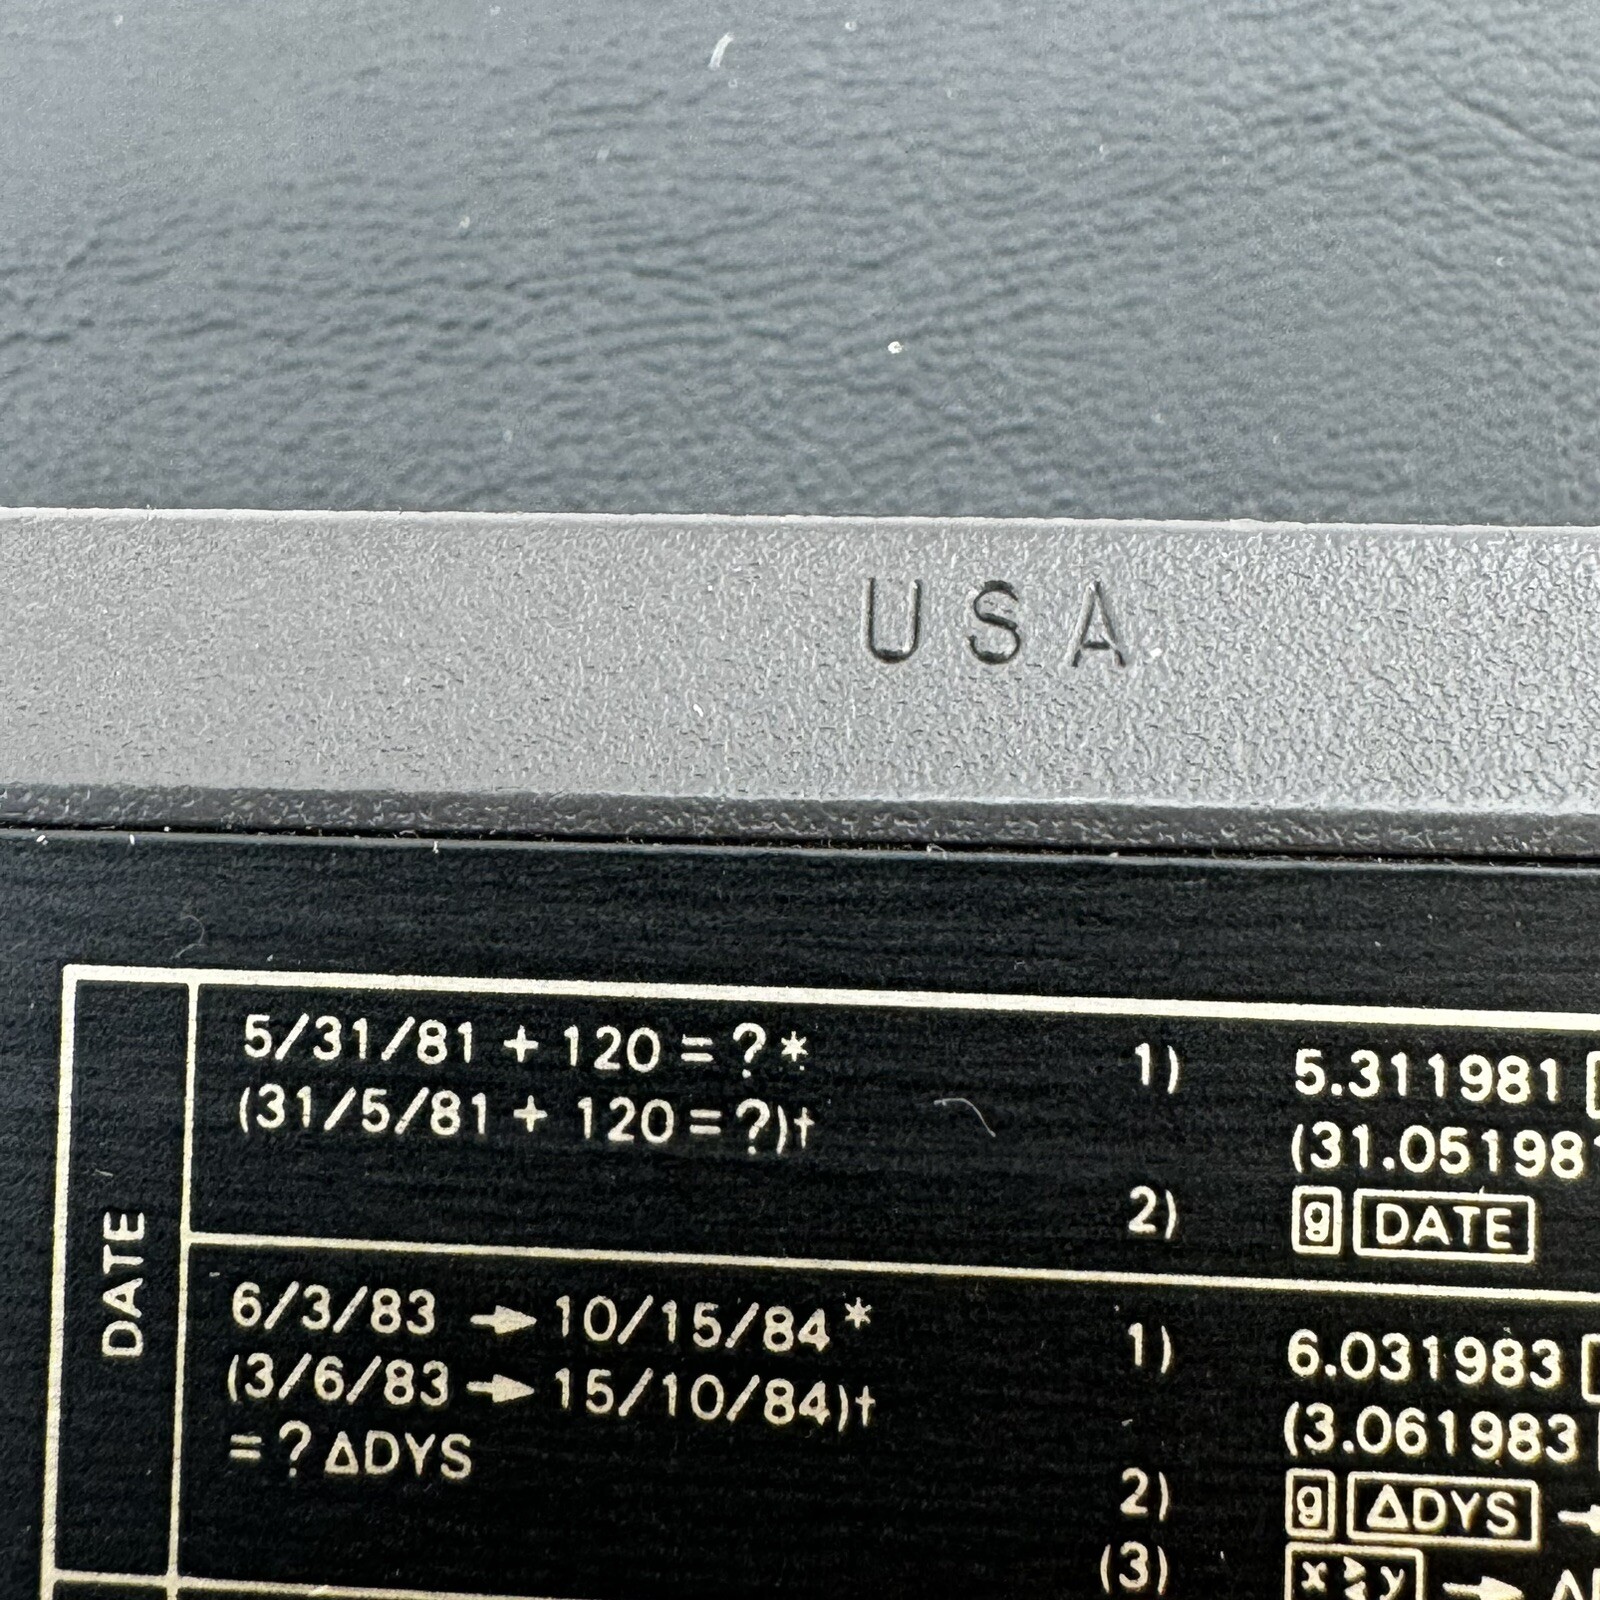 USA
DATE
5/31/81 + 120 = ?*
(31/5/81 + 120 = ?)†
1) 5.311981
(31.051981
2) g DATE
6/3/83 → 10/15/84*
(3/6/83 → 15/10/84)†
= ? ΔDYS
1) 6.031983
(3.061983
2) g ΔDYS →
(3) x≷y →